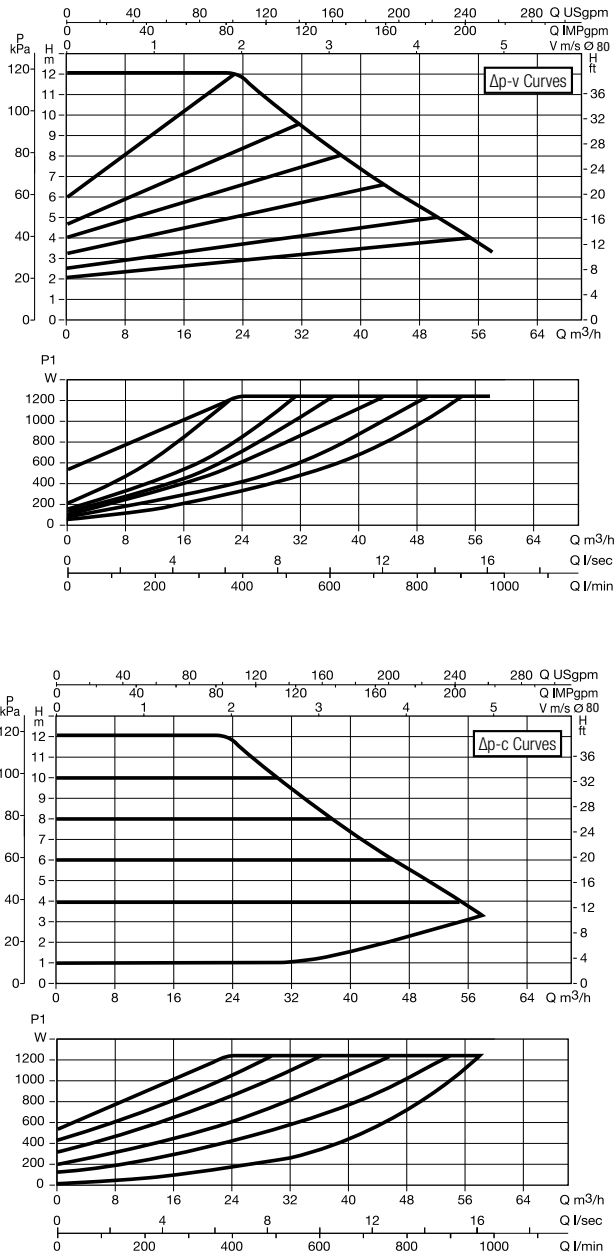 0 40 80 120 160 200 240 280 Q USgpm
0 40 80 120 160 200 Q IMPgpm
0 1 2 3 4 5 V m/s Ø 80
P kPa
H m
H ft
Δp-v Curves
120 12 36
11 32
100 10
9 28
80 8 24
7
60 6 20
5 16
40 4 12
3 8
20 2
1 4
0 0 0
0 8 16 24 32 40 48 56 64 Q m³/h
P1
W
1200
1000
800
600
400
200
0
0 8 16 24 32 40 48 56 64 Q m³/h
0 4 8 12 16 Q l/sec
0 200 400 600 800 1000 Q l/min
0 40 80 120 160 200 240 280 Q USgpm
0 40 80 120 160 200 Q IMPgpm
0 1 2 3 4 5 V m/s Ø 80
P kPa
H m
H ft
Δp-c Curves
120 12 36
11 32
100 10
9 28
80 8 24
7
60 6 20
5 16
40 4 12
3 8
20 2
1 4
0 0 0
0 8 16 24 32 40 48 56 64 Q m³/h
P1
W
1200
1000
800
600
400
200
0
0 8 16 24 32 40 48 56 64 Q m³/h
0 4 8 12 16 Q l/sec
0 200 400 600 800 1000 Q l/min